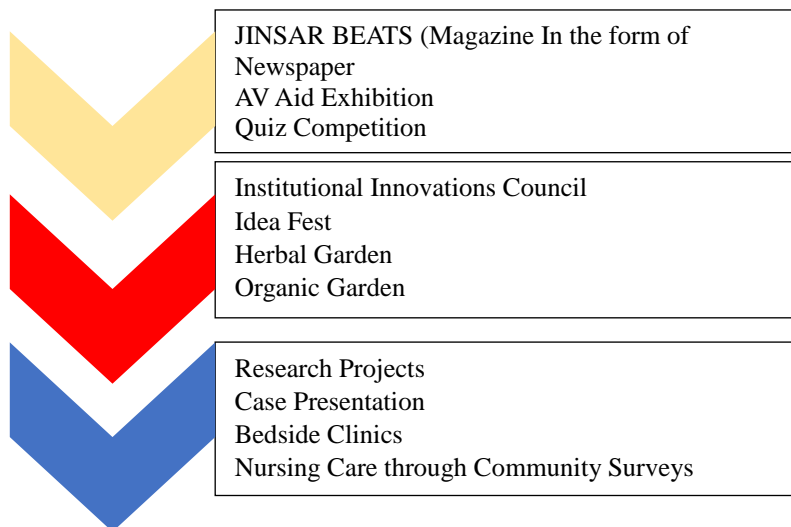 JINSAR BEATS (Magazine In the form of
Newspaper
AV Aid Exhibition
Quiz Competition
Institutional Innovations Council
Idea Fest
Herbal Garden
Organic Garden
Research Projects
Case Presentation
Bedside Clinics
Nursing Care through Community Surveys